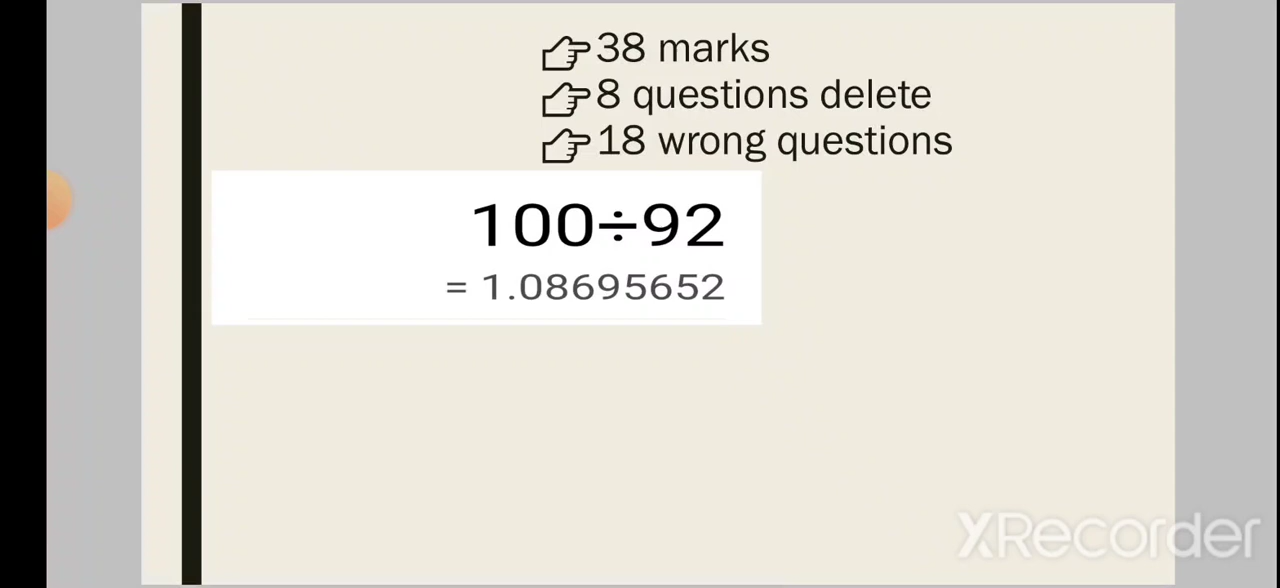 👉38 marks
👉8 questions delete
👉18 wrong questions
100÷92
= 1.08695652
XRecorder